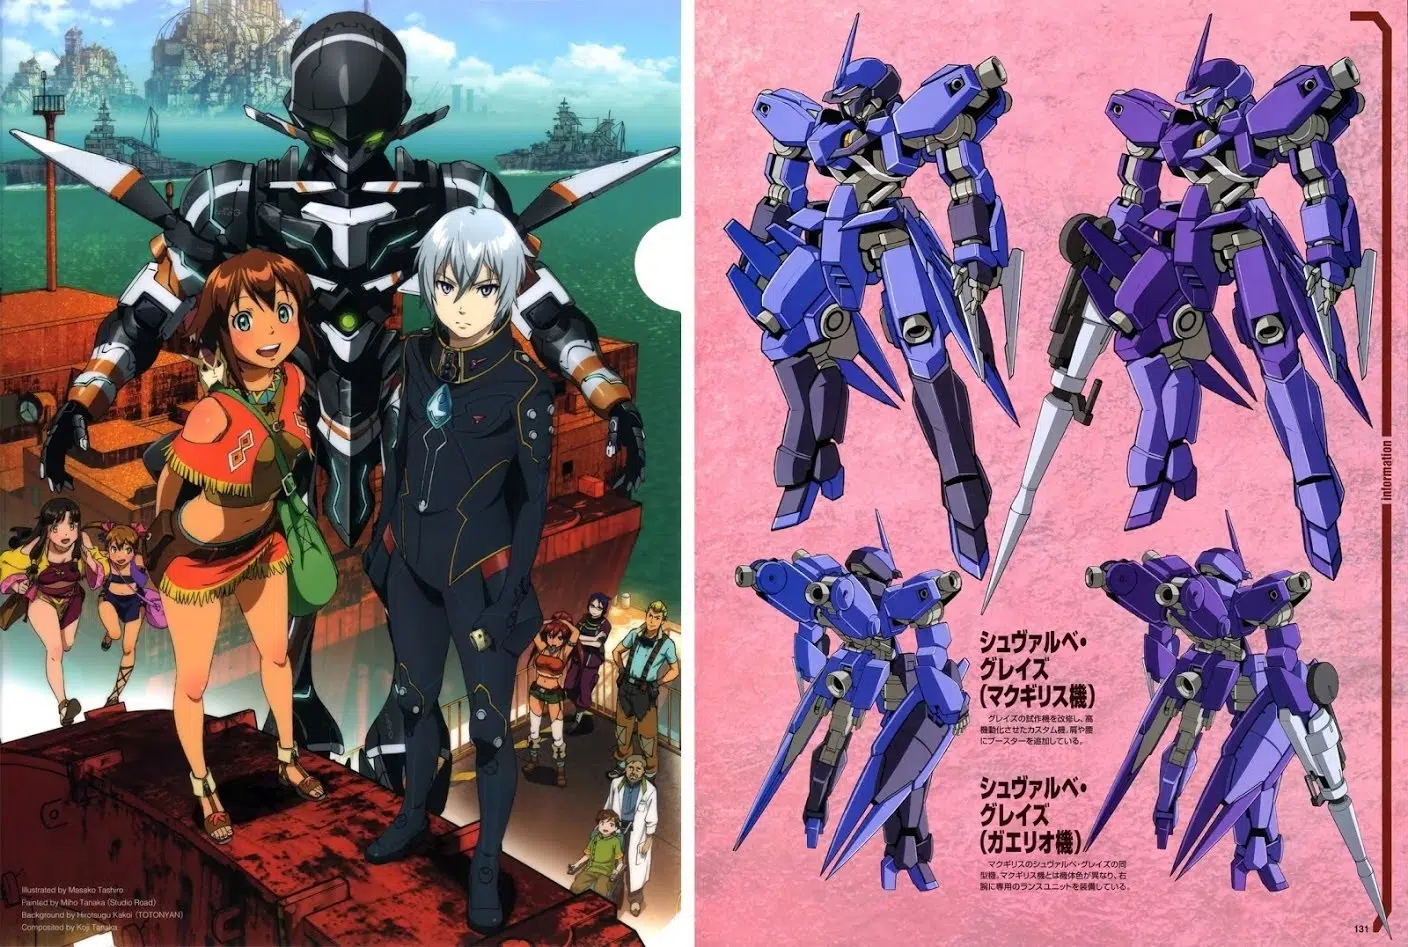 Illustrated by Masako Tashiro
Painted by Miho Tanaka (Studio Road)
Background by Hirotsugu Kakoi (TOTONYAN)
Composited by Koji Tanaka
information
シュヴァルベ・
グレイズ
(マクギリス機)
グレイズの試作機を改修し、高
機動化させたカスタム機。肩や腰
にブースターを追加している。
シュヴァルベ・
グレイズ
(ガエリオ機)
マクギリスのシュヴァルベ・グレイズの同
型機。マクギリス機とは機体色が異なり、右
腕に専用のランスユニットを装備している。
131